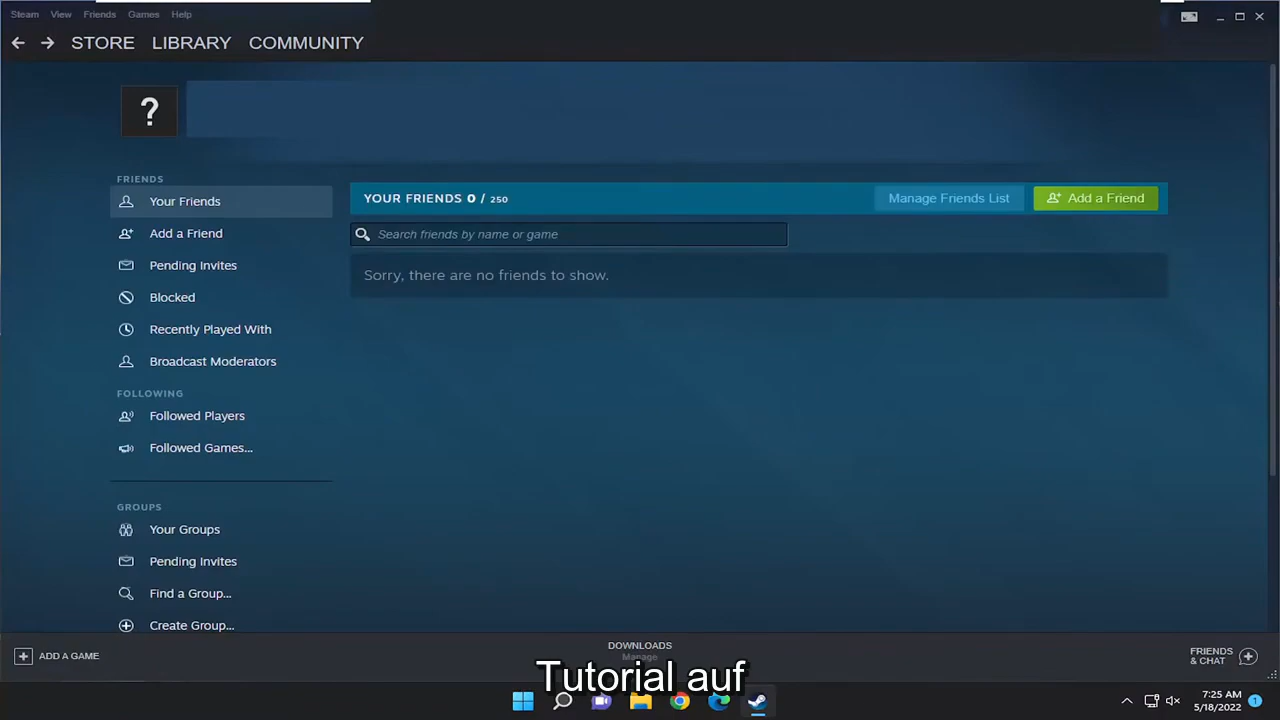 Steam View Friends Games Help
STORE LIBRARY COMMUNITY
?
FRIENDS
Your Friends
Add a Friend
Pending Invites
Blocked
Recently Played With
Broadcast Moderators
FOLLOWING
Followed Players
Followed Games...
GROUPS
Your Groups
Pending Invites
Find a Group...
Create Group...
YOUR FRIENDS 0 / 250
Manage Friends List
Add a Friend
Search friends by name or game
Sorry, there are no friends to show.
ADD A GAME
DOWNLOADS
Manage
FRIENDS
& CHAT
Tutorial auf
7:25 AM
5/18/2022
1